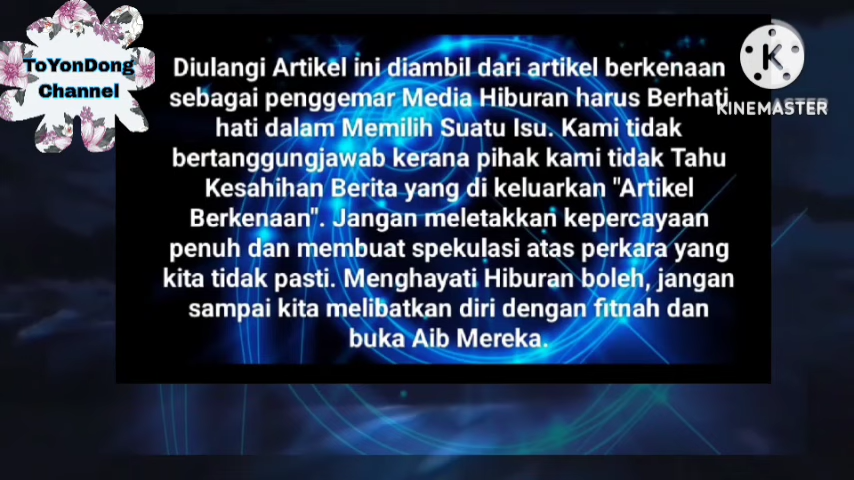 ToYonDong
Channel
KINEMASTER
Diulangi Artikel ini diambil dari artikel berkenaan
sebagai penggemar Media Hiburan harus Berhati
hati dalam Memilih Suatu Isu. Kami tidak
bertanggungjawab kerana pihak kami tidak Tahu
Kesahihan Berita yang di keluarkan "Artikel
Berkenaan". Jangan meletakkan kepercayaan
penuh dan membuat spekulasi atas perkara yang
kita tidak pasti. Menghayati Hiburan boleh, jangan
sampai kita melibatkan diri dengan fitnah dan
buka Aib Mereka.